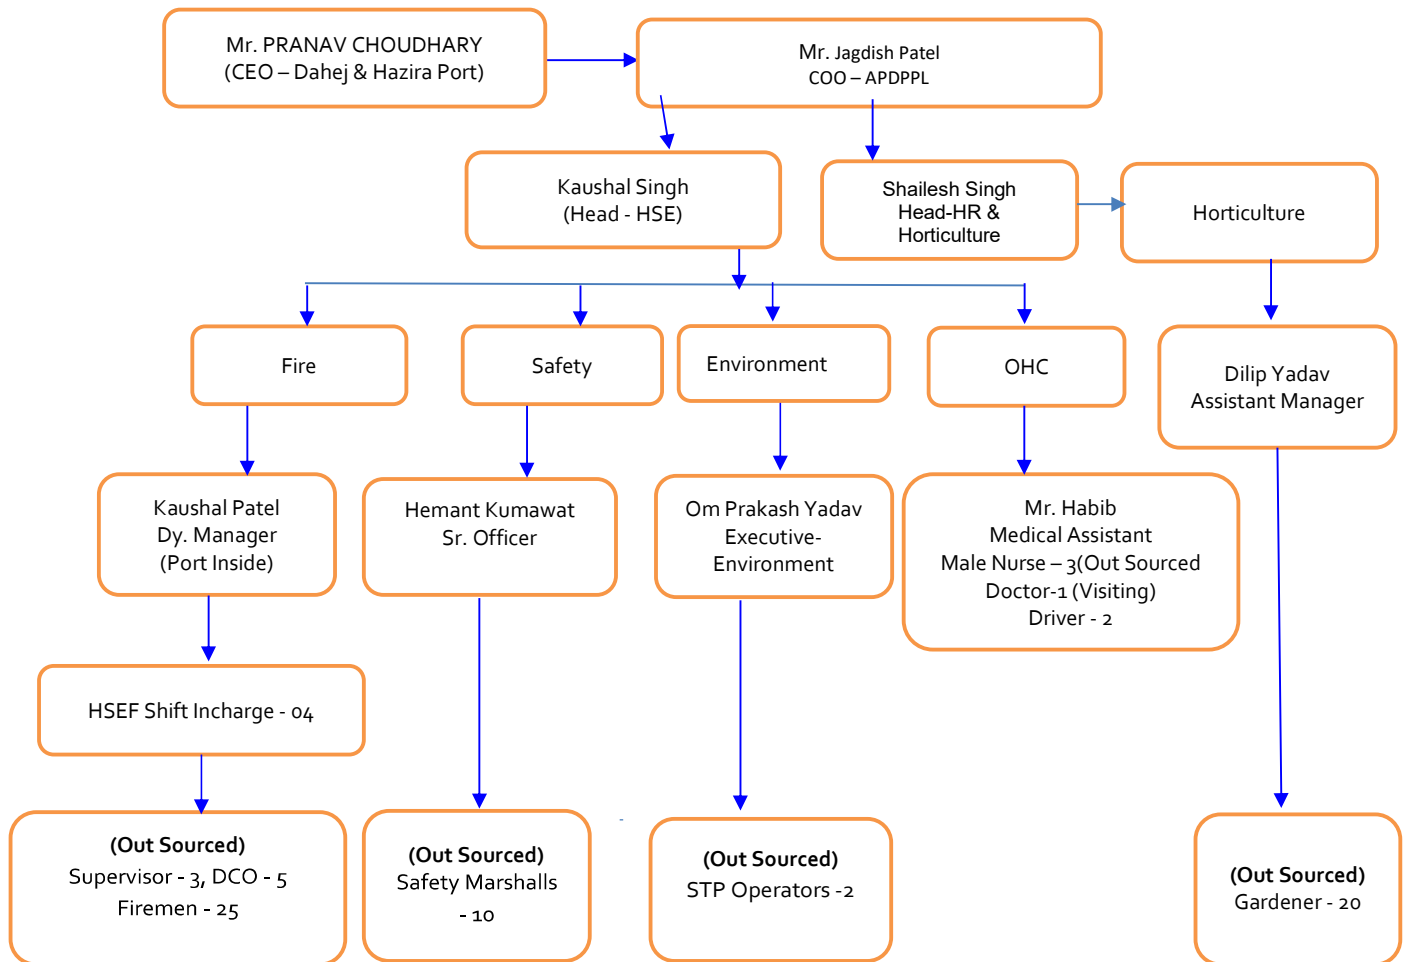 Mr. PRANAV CHOUDHARY
(CEO – Dahej & Hazira Port)
Mr. Jagdish Patel
COO – APDPPL
Kaushal Singh
(Head - HSE)
Shailesh Singh
Head-HR &
Horticulture
Horticulture
Fire
Safety
Environment
OHC
Dilip Yadav
Assistant Manager
Kaushal Patel
Dy. Manager
(Port Inside)
Hemant Kumawat
Sr. Officer
Om Prakash Yadav
Executive-
Environment
Mr. Habib
Medical Assistant
Male Nurse – 3(Out Sourced
Doctor-1 (Visiting)
Driver - 2
HSEF Shift Incharge - 04
(Out Sourced)
Supervisor - 3, DCO - 5
Firemen - 25
(Out Sourced)
Safety Marshalls
- 10
(Out Sourced)
STP Operators -2
(Out Sourced)
Gardener - 20